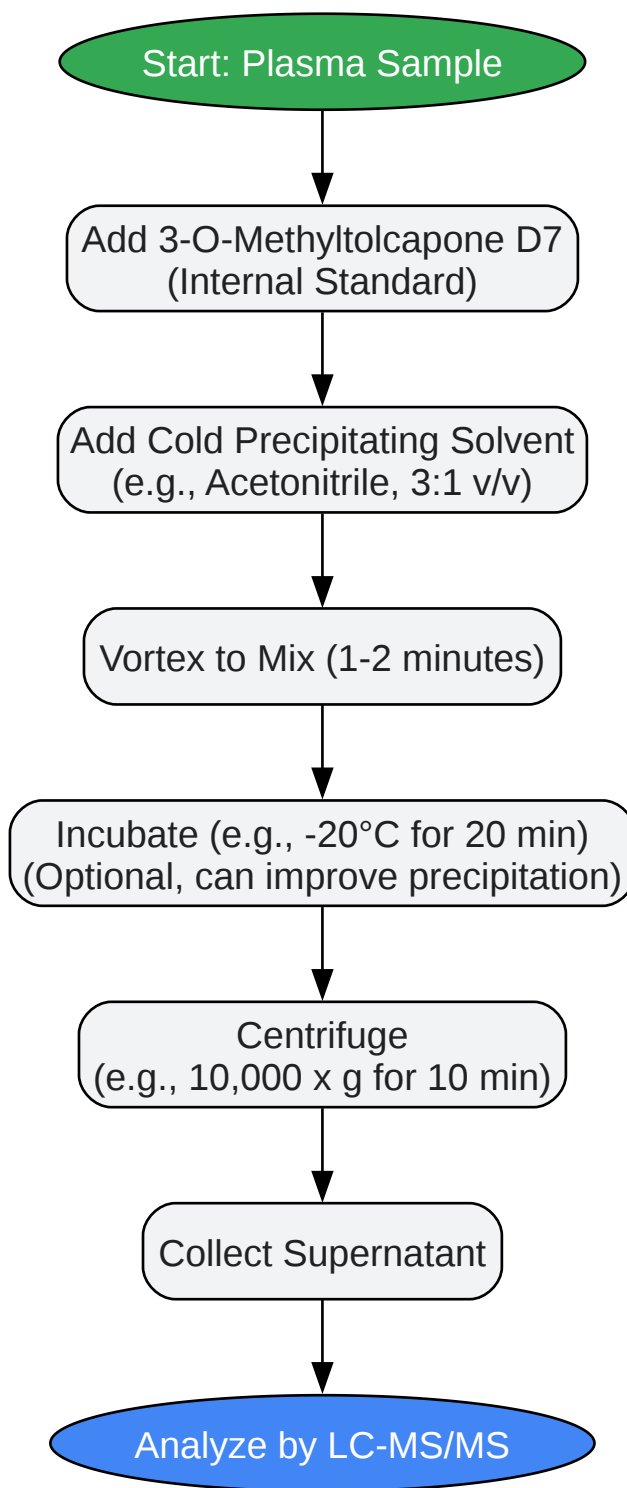 Start: Plasma Sample
Add 3-O-Methyltolcapone D7
(Internal Standard)
Add Cold Precipitating Solvent
(e.g., Acetonitrile, 3:1 v/v)
Vortex to Mix (1-2 minutes)
Incubate (e.g., -20°C for 20 min)
(Optional, can improve precipitation)
Centrifuge
(e.g., 10,000 x g for 10 min)
Collect Supernatant
Analyze by LC-MS/MS